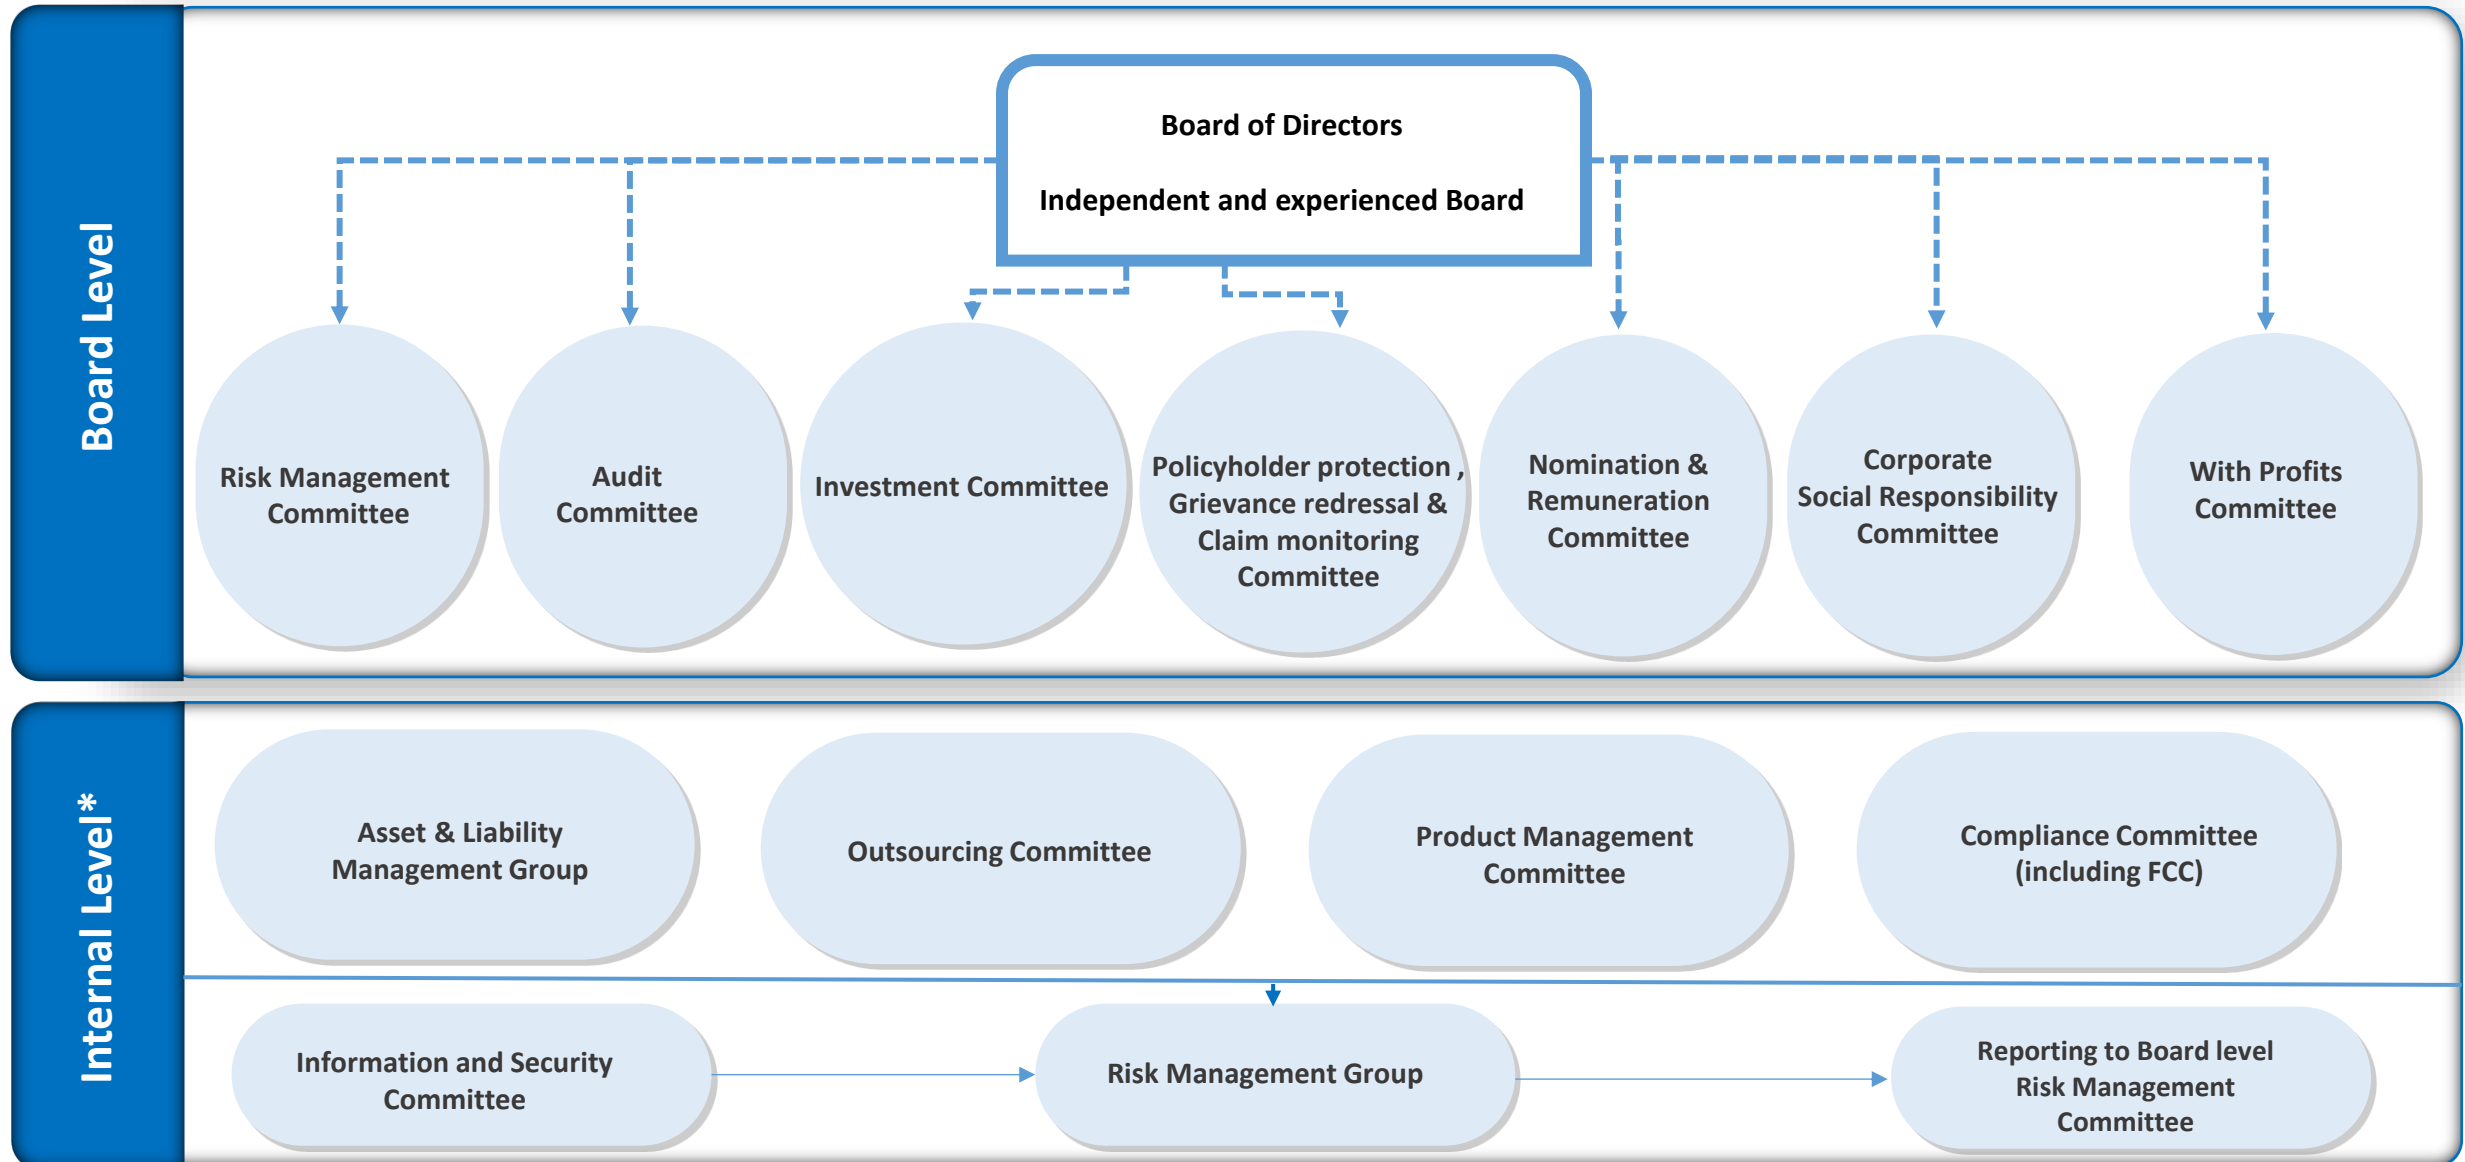 Board Level
Board of Directors
Independent and experienced Board
Risk Management
Committee
Audit
Committee
Investment Committee
Policyholder protection ,
Grievance redressal &
Claim monitoring
Committee
Nomination &
Remuneration
Committee
Corporate
Social Responsibility
Committee
With Profits
Committee
Internal Level*
Asset & Liability
Management Group
Outsourcing Committee
Product Management
Committee
Compliance Committee
(including FCC)
Information and Security
Committee
Risk Management Group
Reporting to Board level
Risk Management
Committee